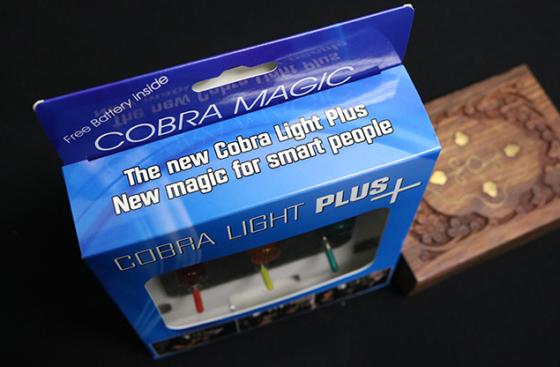 Free Battery Inside
COBRA MAGIC
The new Cobra Light Plus
New magic for smart people
COBRA LIGHT PLUS+